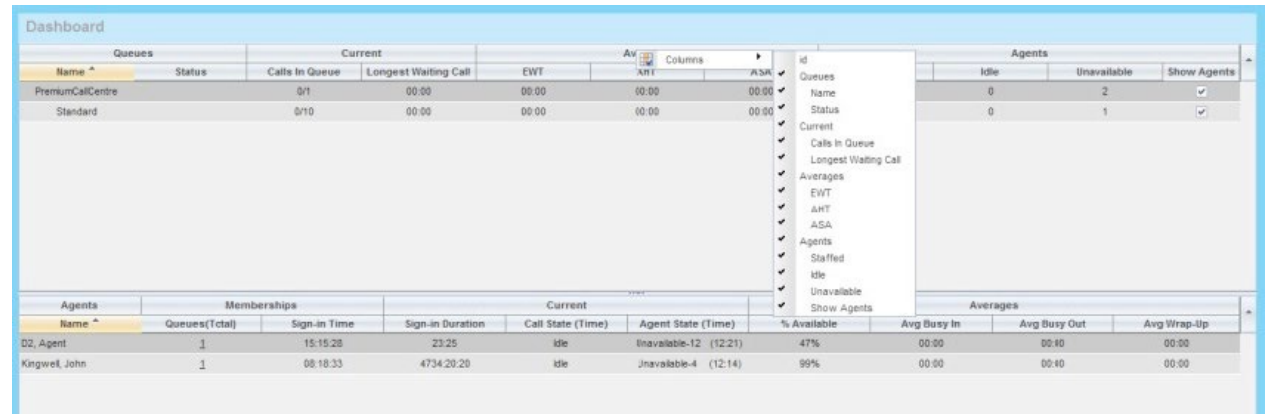 Dashboard
Queues Current Av Agents
Name Status Calls In Queue Longest Waiting Call EWT AHT ASA Idle Unavailable Show Agents
PremiumCallCentre 0/1 00:00 00:00 00:00 00:00 0 2
Standard 0/10 00:00 00:00 00:00 00:00 0 1
Columns
id
Queues
Name
Status
Current
Calls In Queue
Longest Waiting Call
Averages
EWT
AHT
ASA
Agents
Staffed
Idle
Unavailable
Show Agents
Agents Memberships Current Averages
Name Queues(Total) Sign-in Time Sign-in Duration Call State (Time) Agent State (Time) % Available Avg Busy In Avg Busy Out Avg Wrap-Up
D2, Agent 1 15:15:28 23:25 Idle Unavailable-12 (12:21) 47% 00:00 00:00 00:00
Kingwell, John 1 08:18:33 4734:20:20 Idle Unavailable-4 (12:14) 99% 00:00 00:00 00:00